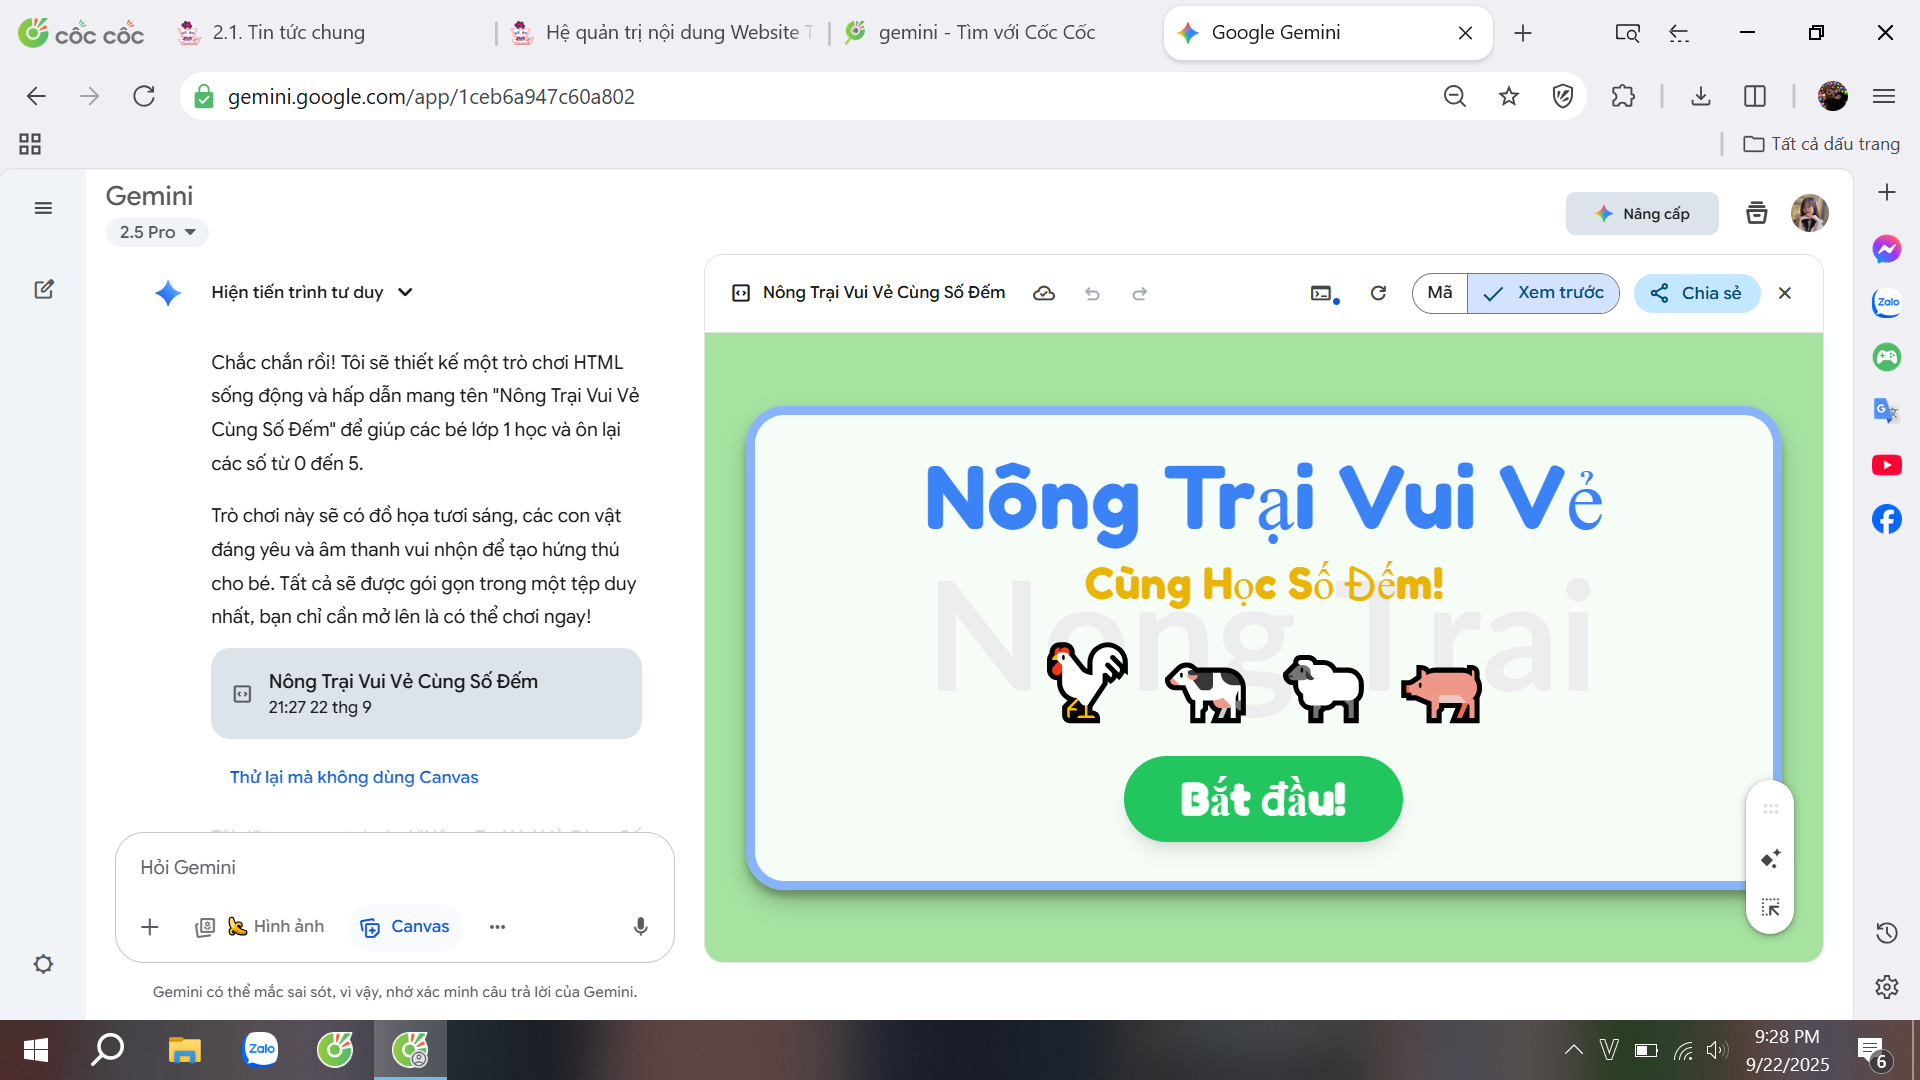 cốc cốc
2.1. Tin tức chung
Hệ quản trị nội dung Website T
gemini - Tìm với Cốc Cốc
Google Gemini
gemini.google.com/app/1ceb6a947c60a802
Tất cả dấu trang
Gemini
2.5 Pro
Nâng cấp
Hiện tiến trình tư duy
Chắc chắn rồi! Tôi sẽ thiết kế một trò chơi HTML
sống động và hấp dẫn mang tên "Nông Trại Vui Vẻ
Cùng Số Đếm" để giúp các bé lớp 1 học và ôn lại
các số từ 0 đến 5.
Trò chơi này sẽ có đồ họa tươi sáng, các con vật
đáng yêu và âm thanh vui nhộn để tạo hứng thú
cho bé. Tất cả sẽ được gói gọn trong một tệp duy
nhất, bạn chỉ cần mở lên là có thể chơi ngay!
Nông Trại Vui Vẻ Cùng Số Đếm
21:27 22 thg 9
Thử lại mà không dùng Canvas
Hỏi Gemini
Hình ảnh
Canvas
Gemini có thể mắc sai sót, vì vậy, nhớ xác minh câu trả lời của Gemini.
Nông Trại Vui Vẻ Cùng Số Đếm
Mã
Xem trước
Chia sẻ
Nông Trại Vui Vẻ
Cùng Học Số Đếm!
Nong Trai
Bắt đầu!
Zalo
Zalo
9:28 PM
9/22/2025
6